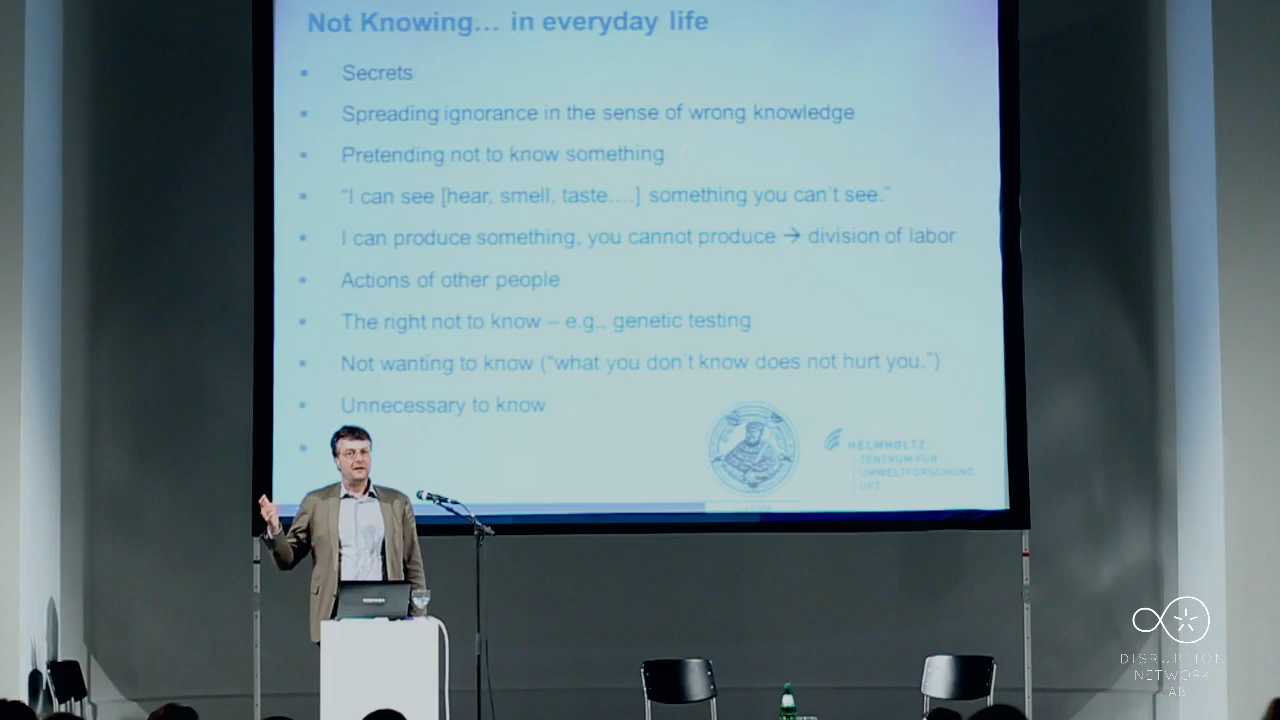 Not Knowing… in everyday life
Secrets
Spreading ignorance in the sense of wrong knowledge
Pretending not to know something
“I can see [hear, smell, taste….] something you can’t see.”
I can produce something, you cannot produce → division of labor
Actions of other people
The right not to know – e.g., genetic testing
Not wanting to know (“what you don’t know does not hurt you.”)
Unnecessary to know
HELMHOLTZ
ZENTRUM FÜR
UMWELTFORSCHUNG
UFZ
DISRUPTION
NETWORK
LAB